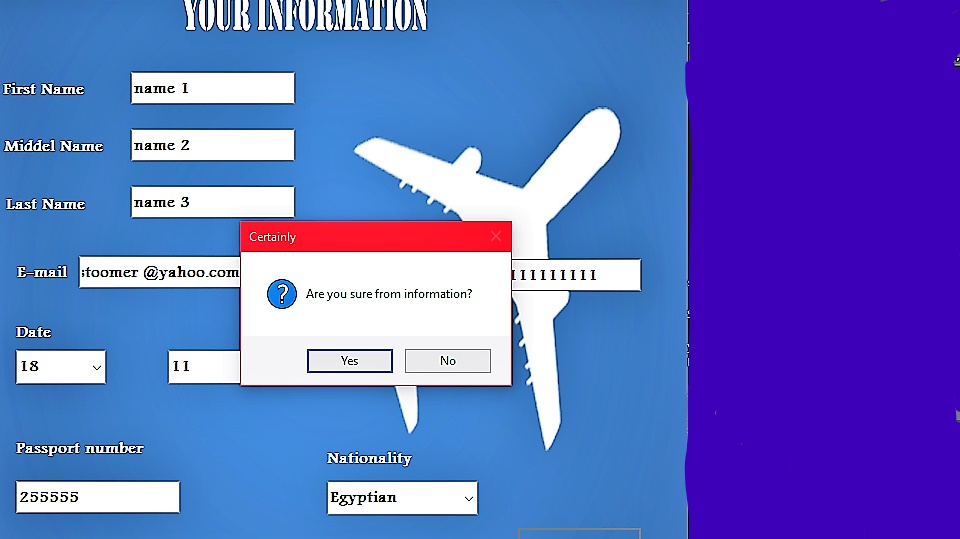 YOUR INFORMATION
First Name
name 1
Middel Name
name 2
Last Name
name 3
Certainly
E-mail
stoomer @yahoo.com
1111111111
?
Are you sure from information?
Date
18
11
Yes
No
Passport number
Nationality
255555
Egyptian